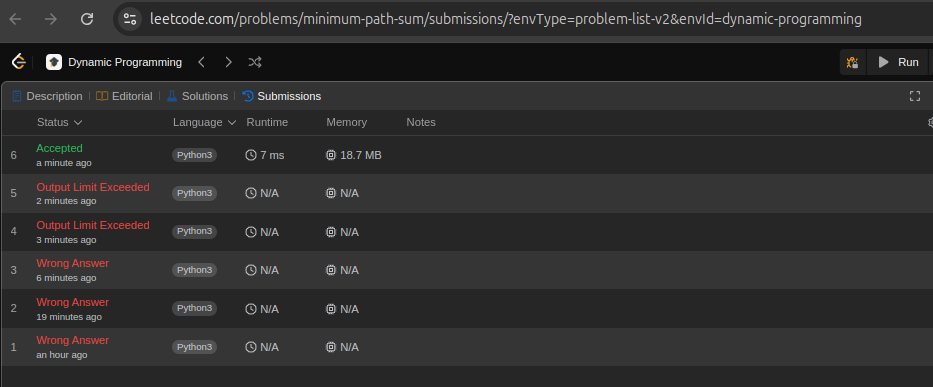 leetcode.com/problems/minimum-path-sum/submissions/?envType=problem-list-v2&envId=dynamic-programming
Dynamic Programming Run
Description Editorial Solutions Submissions
Status Language Runtime Memory Notes
6 Accepted Python3 7 ms 18.7 MB
a minute ago
5 Output Limit Exceeded Python3 N/A N/A
2 minutes ago
4 Output Limit Exceeded Python3 N/A N/A
3 minutes ago
3 Wrong Answer Python3 N/A N/A
6 minutes ago
2 Wrong Answer Python3 N/A N/A
19 minutes ago
1 Wrong Answer Python3 N/A N/A
an hour ago